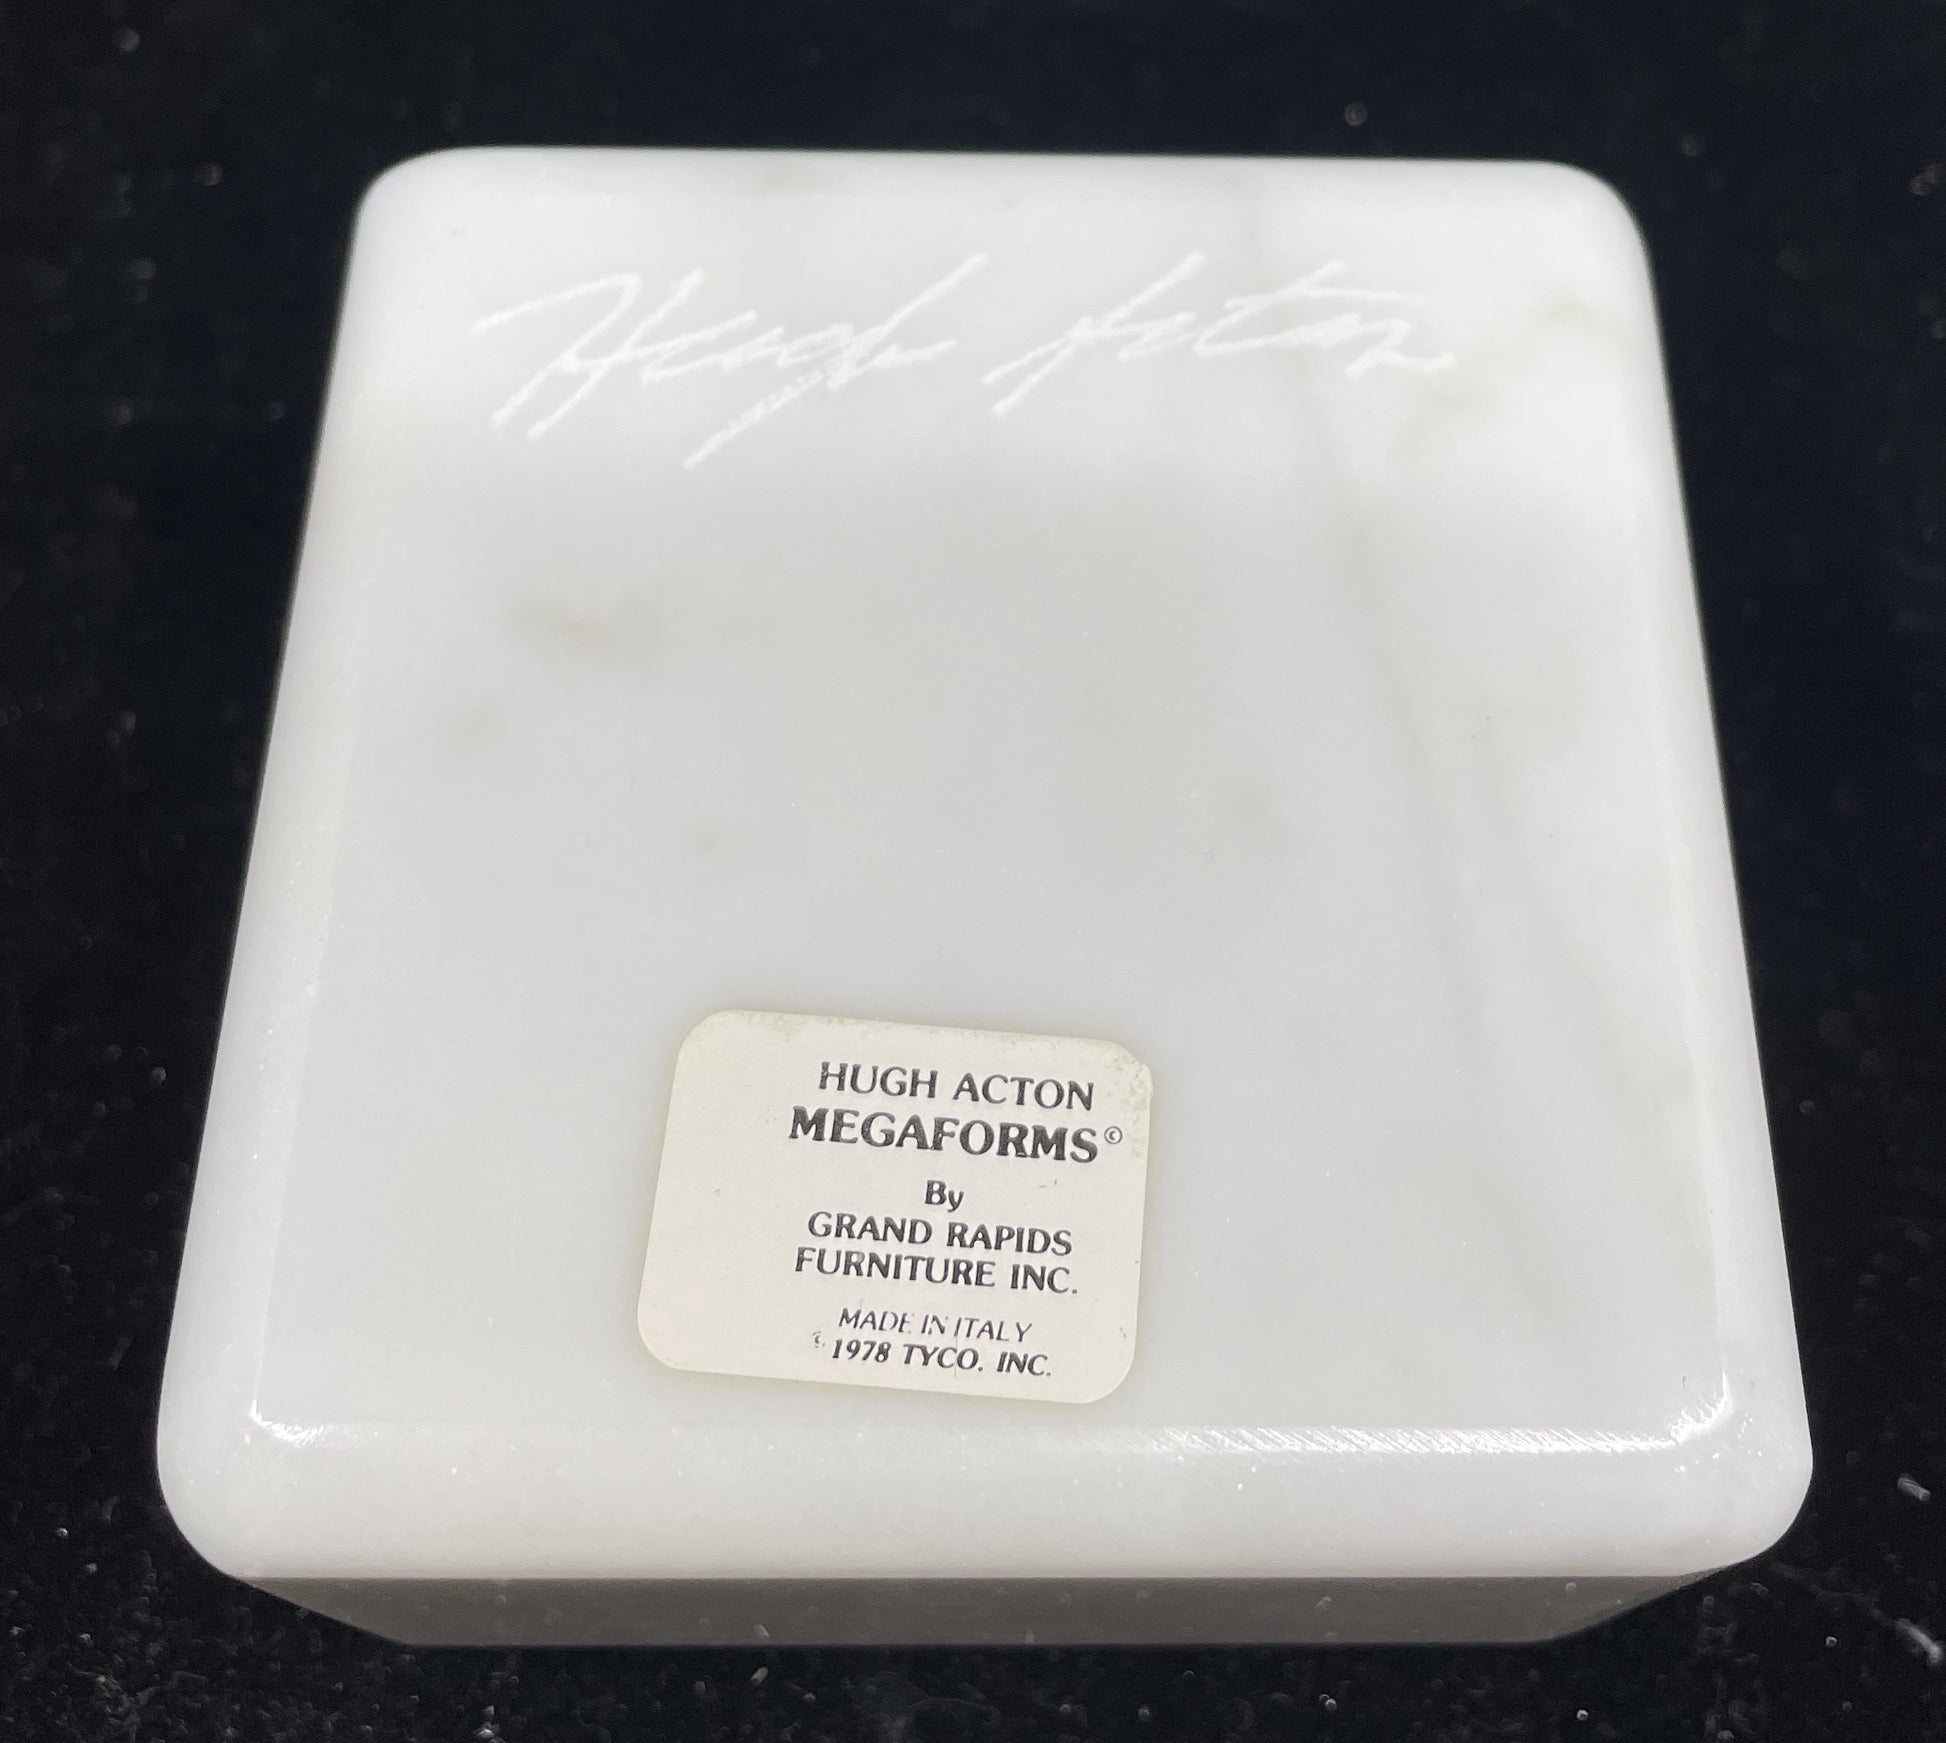 Hugh Acton
HUGH ACTON
MEGAFORMS©
By
GRAND RAPIDS
FURNITURE INC.
MADE IN ITALY
© 1978 TYCO. INC.